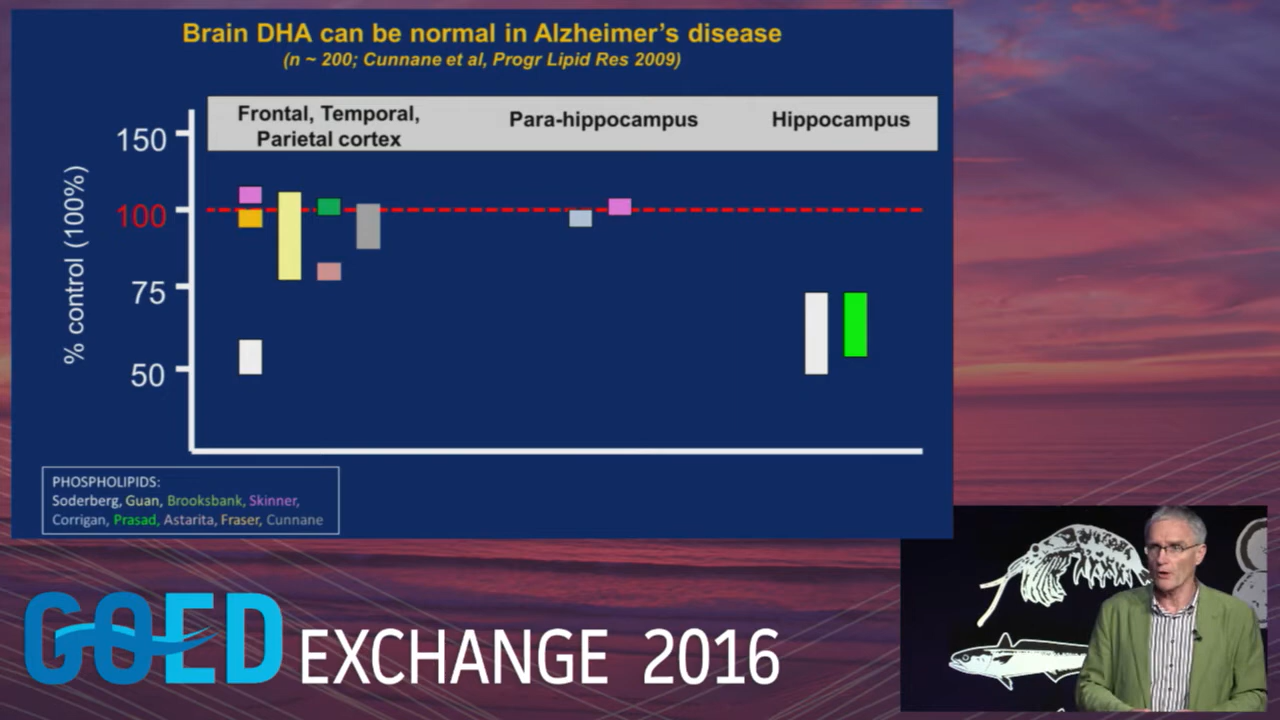 Brain DHA can be normal in Alzheimer's disease
(n ~ 200; Cunnane et al, Progr Lipid Res 2009)
Frontal, Temporal,
Parietal cortex
Para-hippocampus
Hippocampus
% control (100%)
150
100
75
50
PHOSPHOLIPIDS:
Soderberg, Guan, Brooksbank, Skinner,
Corrigan, Prasad, Astarita, Fraser, Cunnane
GOED EXCHANGE 2016